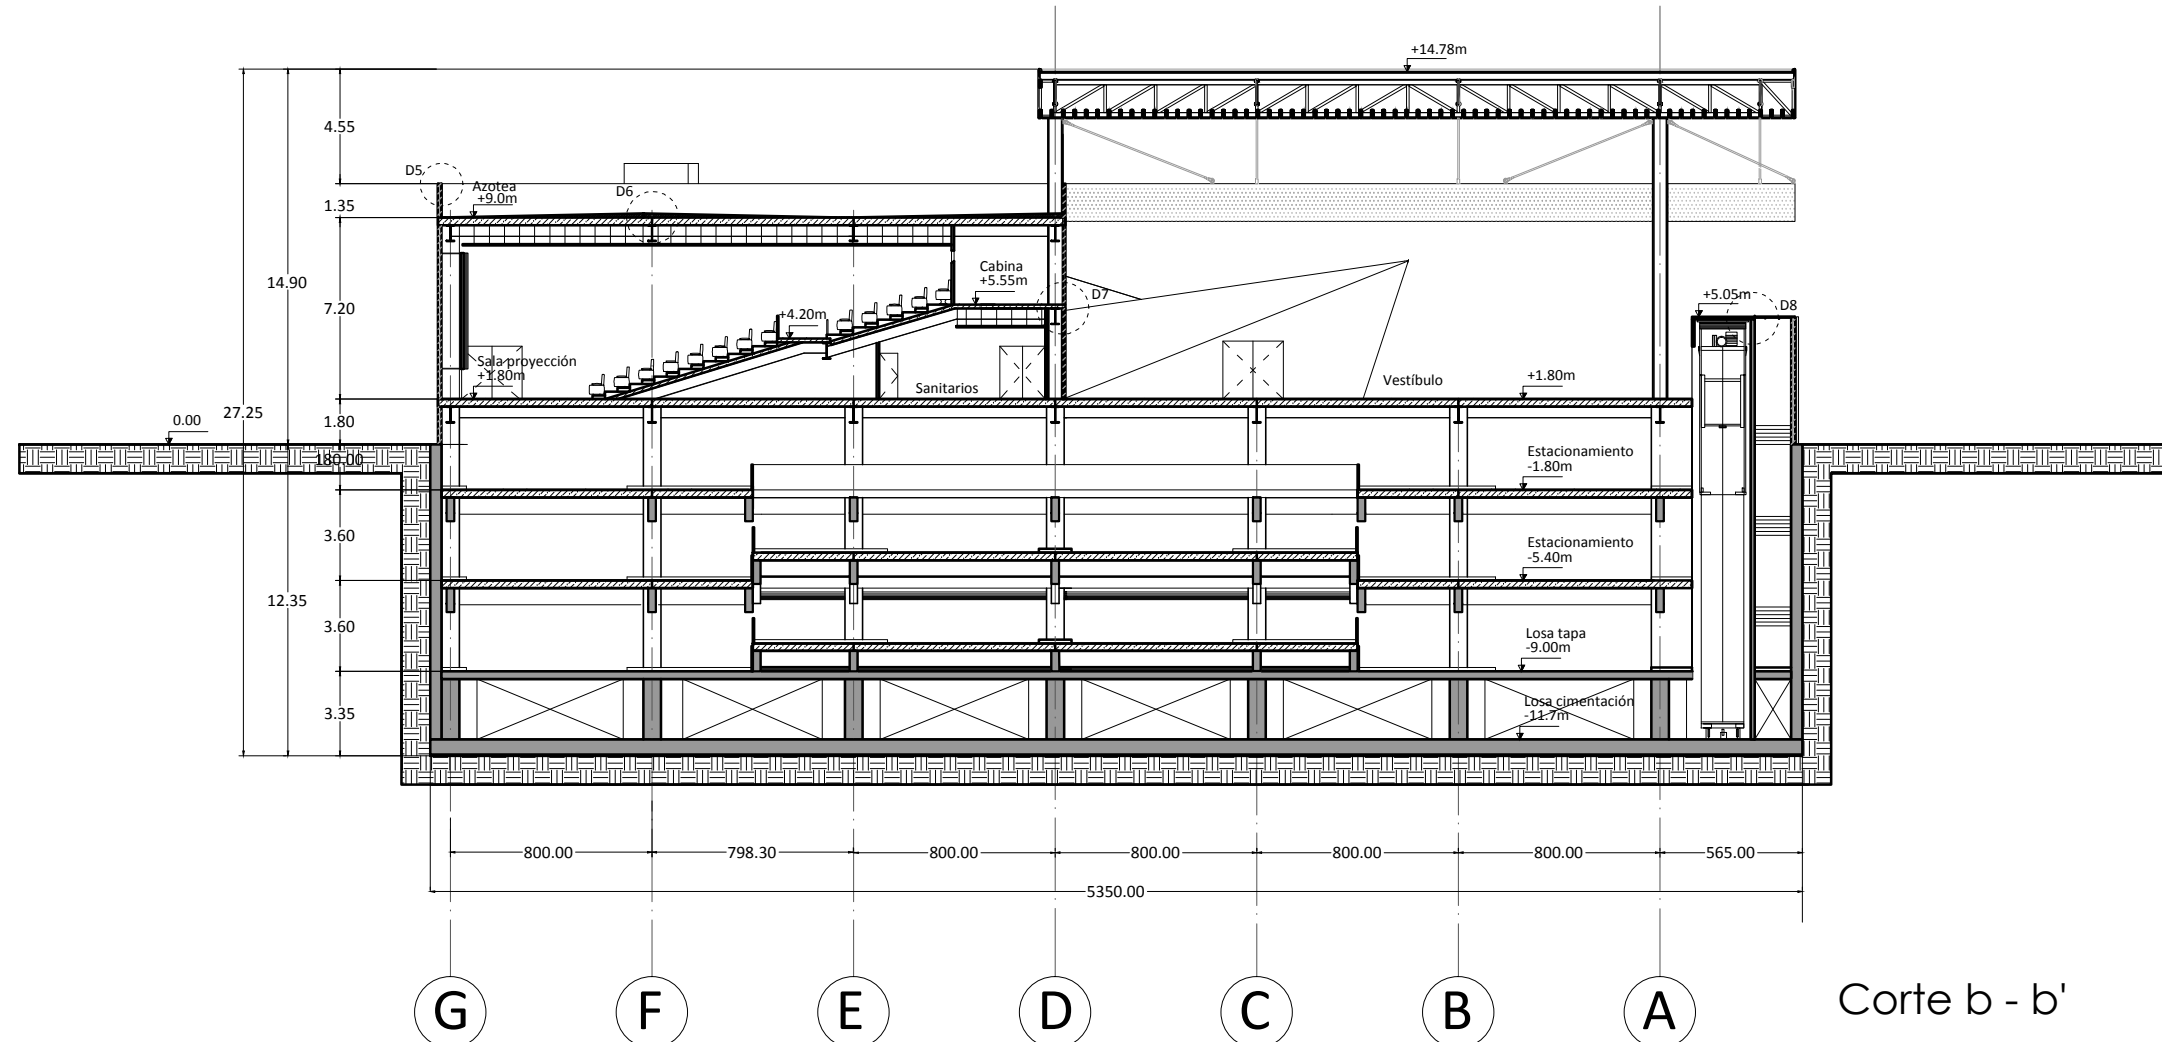 +14.78m
4.55
D5
Azotea
+9.0m
D6
1.35
Cabina
+5.55m
D7
14.90
7.20
+4.20m
+5.05m
D8
Sala proyección
+1.80m
Sanitarios
Vestíbulo
+1.80m
27.25
0.00
1.80
180.00
Estacionamiento
-1.80m
3.60
Estacionamiento
-5.40m
12.35
3.60
Losa tapa
-9.00m
3.35
Losa cimentación
-11.7m
800.00
798.30
800.00
800.00
800.00
800.00
565.00
5350.00
G
F
E
D
C
B
A
Corte b - b'